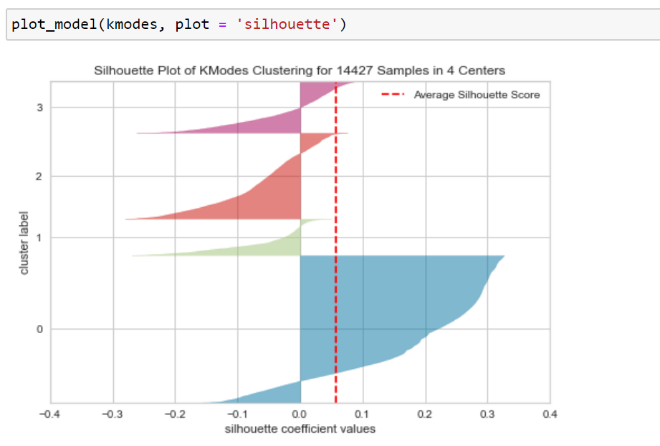 plot_model(kmodes, plot = 'silhouette')
Silhouette Plot of KModes Clustering for 14427 Samples in 4 Centers
Average Silhouette Score
3
2
1
0
cluster label
−0.4 −0.3 −0.2 −0.1 0.0 0.1 0.2 0.3 0.4
silhouette coefficient values